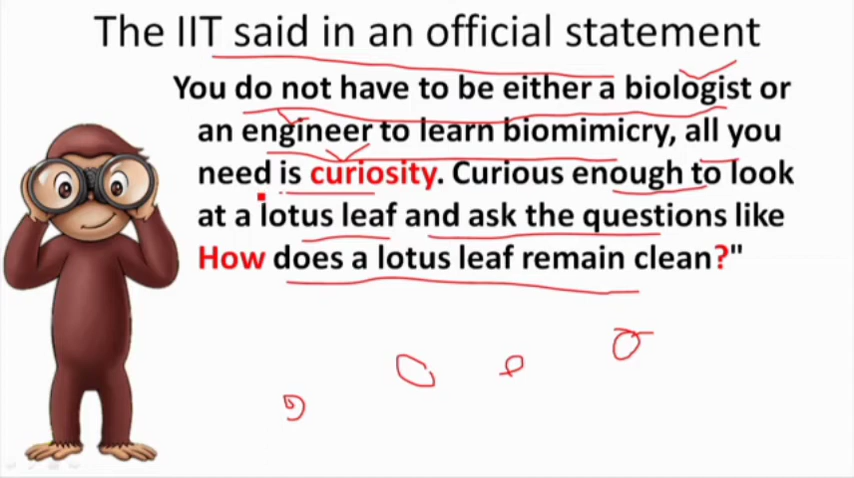 The IIT said in an official statement
You do not have to be either a biologist or
an engineer to learn biomimicry, all you
need is curiosity. Curious enough to look
at a lotus leaf and ask the questions like
How does a lotus leaf remain clean?"